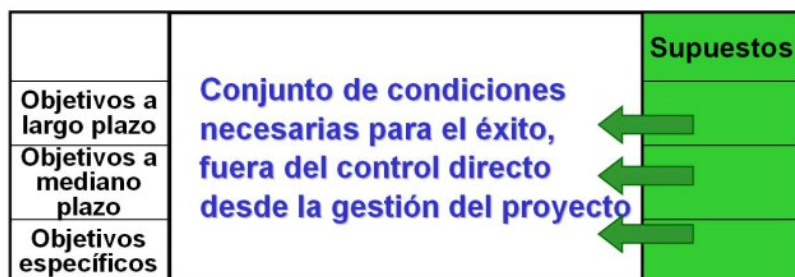 Supuestos
Objetivos a
largo plazo
Objetivos a
mediano
plazo
Objetivos
específicos
Conjunto de condiciones
necesarias para el éxito,
fuera del control directo
desde la gestión del proyecto